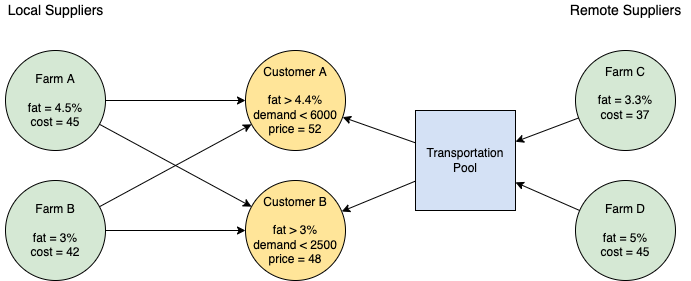 Local Suppliers
Remote Suppliers
Farm A
fat = 4.5%
cost = 45
Customer A
fat > 4.4%
demand < 6000
price = 52
Farm C
fat = 3.3%
cost = 37
Transportation
Pool
Farm B
fat = 3%
cost = 42
Customer B
fat > 3%
demand < 2500
price = 48
Farm D
fat = 5%
cost = 45